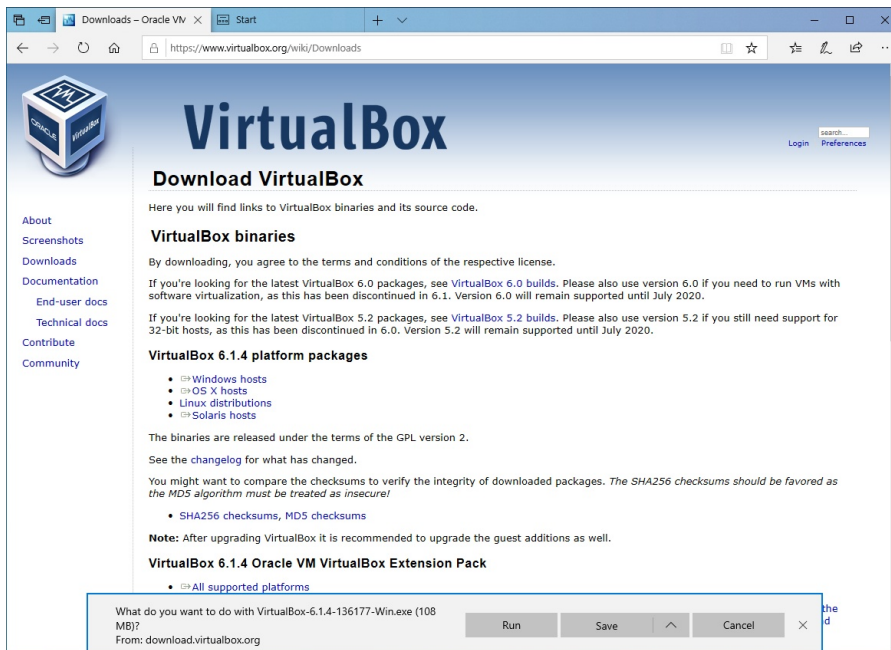 Downloads – Oracle VM
Start
https://www.virtualbox.org/wiki/Downloads
ORACLE
VirtualBox
VirtualBox
search...
Login Preferences
Download VirtualBox
Here you will find links to VirtualBox binaries and its source code.
About
Screenshots
Downloads
Documentation
End-user docs
Technical docs
Contribute
Community
VirtualBox binaries
By downloading, you agree to the terms and conditions of the respective license.
If you're looking for the latest VirtualBox 6.0 packages, see VirtualBox 6.0 builds. Please also use version 6.0 if you need to run VMs with
software virtualization, as this has been discontinued in 6.1. Version 6.0 will remain supported until July 2020.
If you're looking for the latest VirtualBox 5.2 packages, see VirtualBox 5.2 builds. Please also use version 5.2 if you still need support for
32-bit hosts, as this has been discontinued in 6.0. Version 5.2 will remain supported until July 2020.
VirtualBox 6.1.4 platform packages
Windows hosts
OS X hosts
Linux distributions
Solaris hosts
The binaries are released under the terms of the GPL version 2.
See the changelog for what has changed.
You might want to compare the checksums to verify the integrity of downloaded packages. The SHA256 checksums should be favored as
the MD5 algorithm must be treated as insecure!
SHA256 checksums, MD5 checksums
Note: After upgrading VirtualBox it is recommended to upgrade the guest additions as well.
VirtualBox 6.1.4 Oracle VM VirtualBox Extension Pack
All supported platforms
the
What do you want to do with VirtualBox-6.1.4-136177-Win.exe (108
MB)?
From: download.virtualbox.org
Run
Save
Cancel